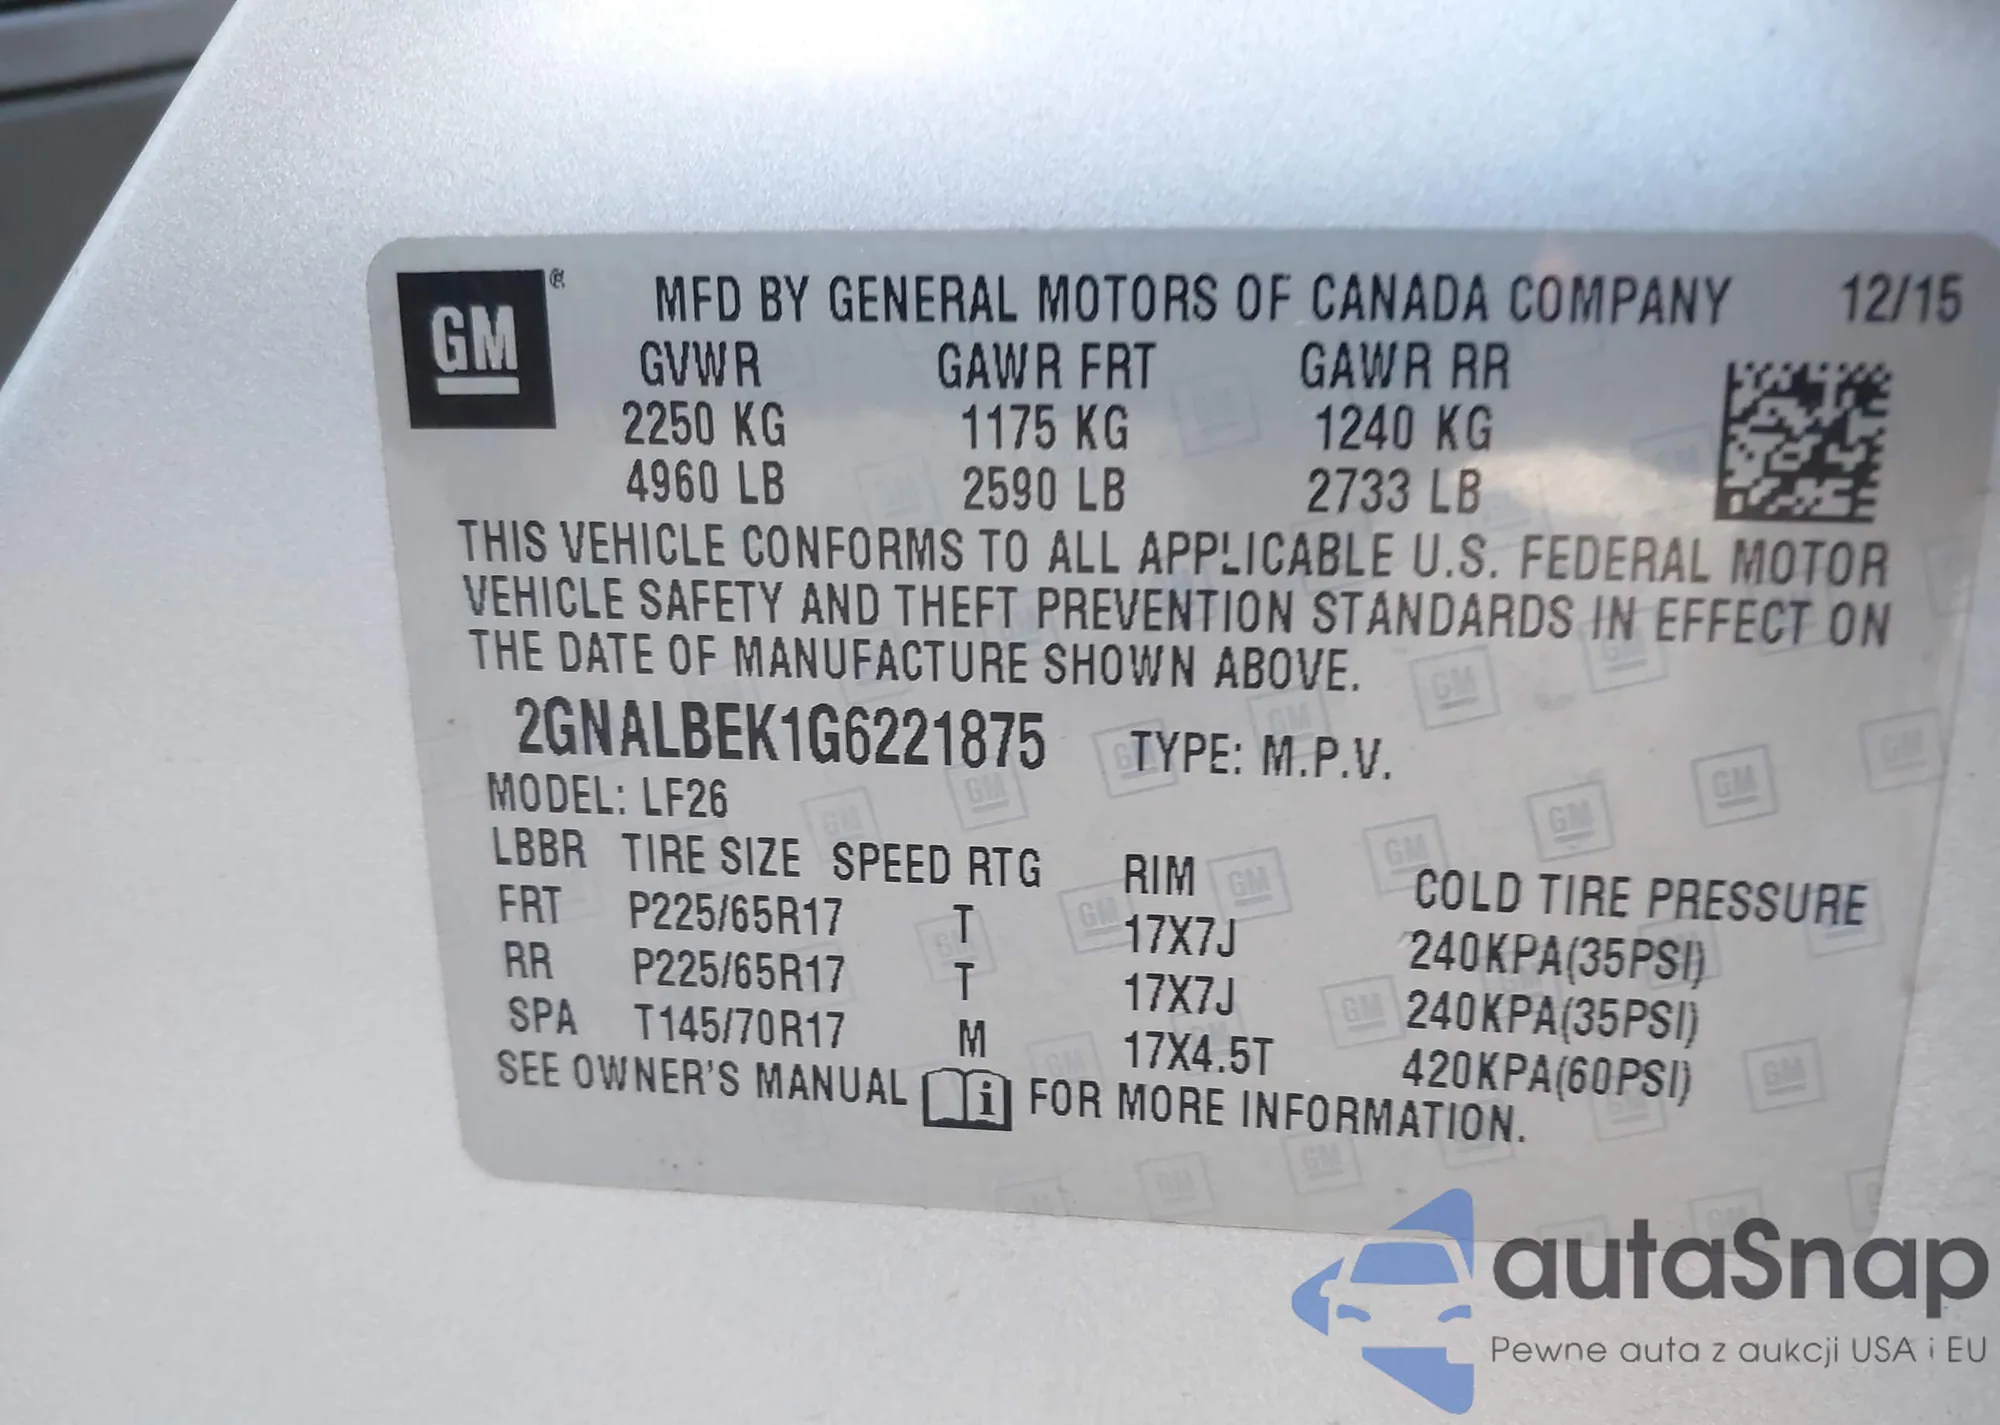 GM ® MFD BY GENERAL MOTORS OF CANADA COMPANY 12/15
GVWR GAWR FRT GAWR RR
2250 KG 1175 KG 1240 KG
4960 LB 2590 LB 2733 LB
THIS VEHICLE CONFORMS TO ALL APPLICABLE U.S. FEDERAL MOTOR
VEHICLE SAFETY AND THEFT PREVENTION STANDARDS IN EFFECT ON
THE DATE OF MANUFACTURE SHOWN ABOVE.
2GNALBEK1G6221875 TYPE: M.P.V.
MODEL: LF26
LBBR TIRE SIZE SPEED RTG RIM COLD TIRE PRESSURE
FRT P225/65R17 T 17X7J 240KPA(35PSI)
RR P225/65R17 T 17X7J 240KPA(35PSI)
SPA T145/70R17 M 17X4.5T 420KPA(60PSI)
SEE OWNER'S MANUAL i FOR MORE INFORMATION.
autaSnap
Pewne auta z aukcji USA i EU